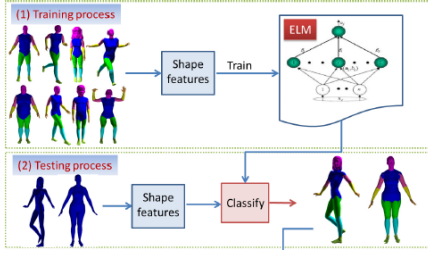 (1) Training process
ELM
Shape
features
Train
(2) Testing process
Shape
features
Classify